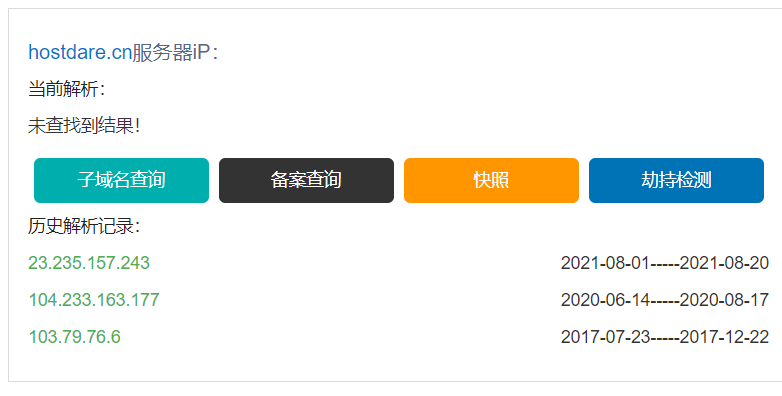 hostdare.cn服务器iP：
当前解析：
未查找到结果！
子域名查询 备案查询 快照 劫持检测
历史解析记录：
23.235.157.243 2021-08-01-----2021-08-20
104.233.163.177 2020-06-14-----2020-08-17
103.79.76.6 2017-07-23-----2017-12-22